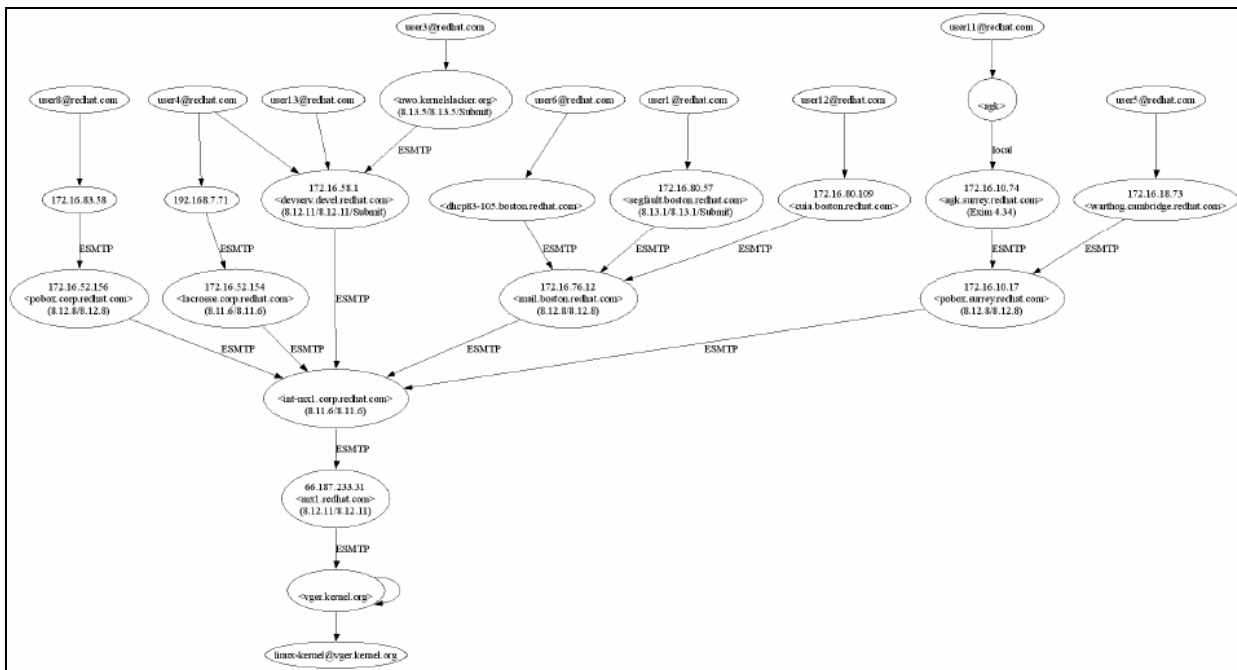 user3@redhat.com
user11@redhat.com
user8@redhat.com
user4@redhat.com
user13@redhat.com
<nwo.kernelslacker.org>
(8.13.5/8.13.5/Submit)
user6@redhat.com
user1@redhat.com
user12@redhat.com
<agk>
user5@redhat.com
ESMTP
local
172.16.83.58
192.168.7.71
172.16.58.1
<devserv.devel.redhat.com>
(8.12.11/8.12.11/Submit)
<dhcp83-105.boston.redhat.com>
172.16.80.57
<segfault.boston.redhat.com>
(8.13.1/8.13.1/Submit)
172.16.80.109
<cuia.boston.redhat.com>
172.16.10.74
<agk.surrey.redhat.com>
(Exim 4.34)
172.16.18.73
<warthog.cambridge.redhat.com>
ESMTP
ESMTP
ESMTP
ESMTP
ESMTP
ESMTP
ESMTP
172.16.52.156
<pobox.corp.redhat.com>
(8.12.8/8.12.8)
172.16.52.154
<lacrosse.corp.redhat.com>
(8.11.6/8.11.6)
ESMTP
172.16.76.12
<mail.boston.redhat.com>
(8.12.8/8.12.8)
172.16.10.17
<pobox.surrey.redhat.com>
(8.12.8/8.12.8)
ESMTP
ESMTP
ESMTP
ESMTP
<int-mx1.corp.redhat.com>
(8.11.6/8.11.6)
ESMTP
66.187.233.31
<mx1.redhat.com>
(8.12.11/8.12.11)
ESMTP
<vger.kernel.org>
linux-kernel@vger.kernel.org